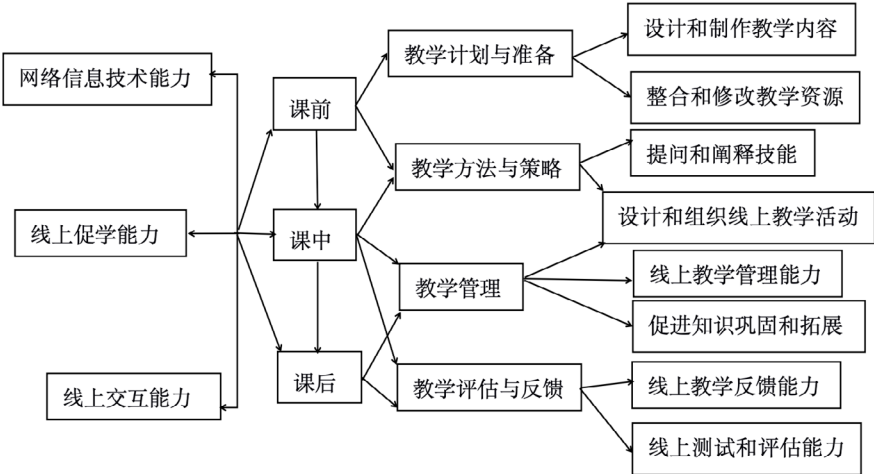 网络信息技术能力
线上促学能力
线上交互能力
课前
课中
课后
教学计划与准备
教学方法与策略
教学管理
教学评估与反馈
设计和制作教学内容
整合和修改教学资源
提问和阐释技能
设计和组织线上教学活动
线上教学管理能力
促进知识巩固和拓展
线上教学反馈能力
线上测试和评估能力